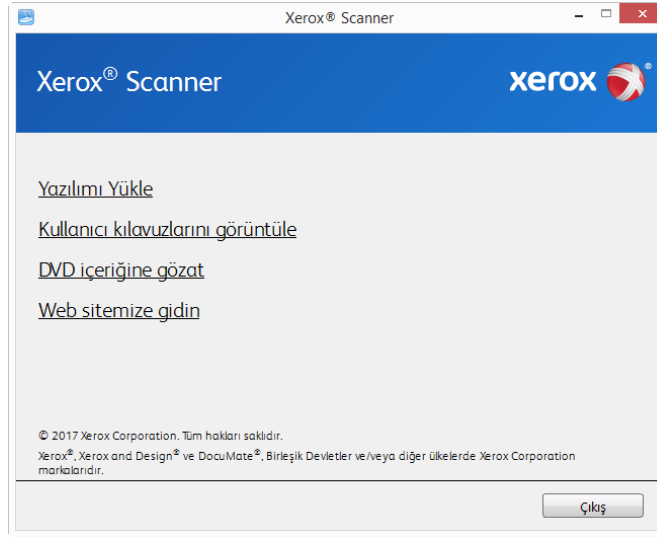 Xerox® Scanner
Xerox® Scanner
xerox®
Yazılımı Yükle
Kullanıcı kılavuzlarını görüntüle
DVD içeriğine gözat
Web sitemize gidin
© 2017 Xerox Corporation. Tüm hakları saklıdır.
Xerox®, Xerox and Design® ve DocuMate®, Birleşik Devletler ve/veya diğer ülkelerde Xerox Corporation
markalarıdır.
Çıkış